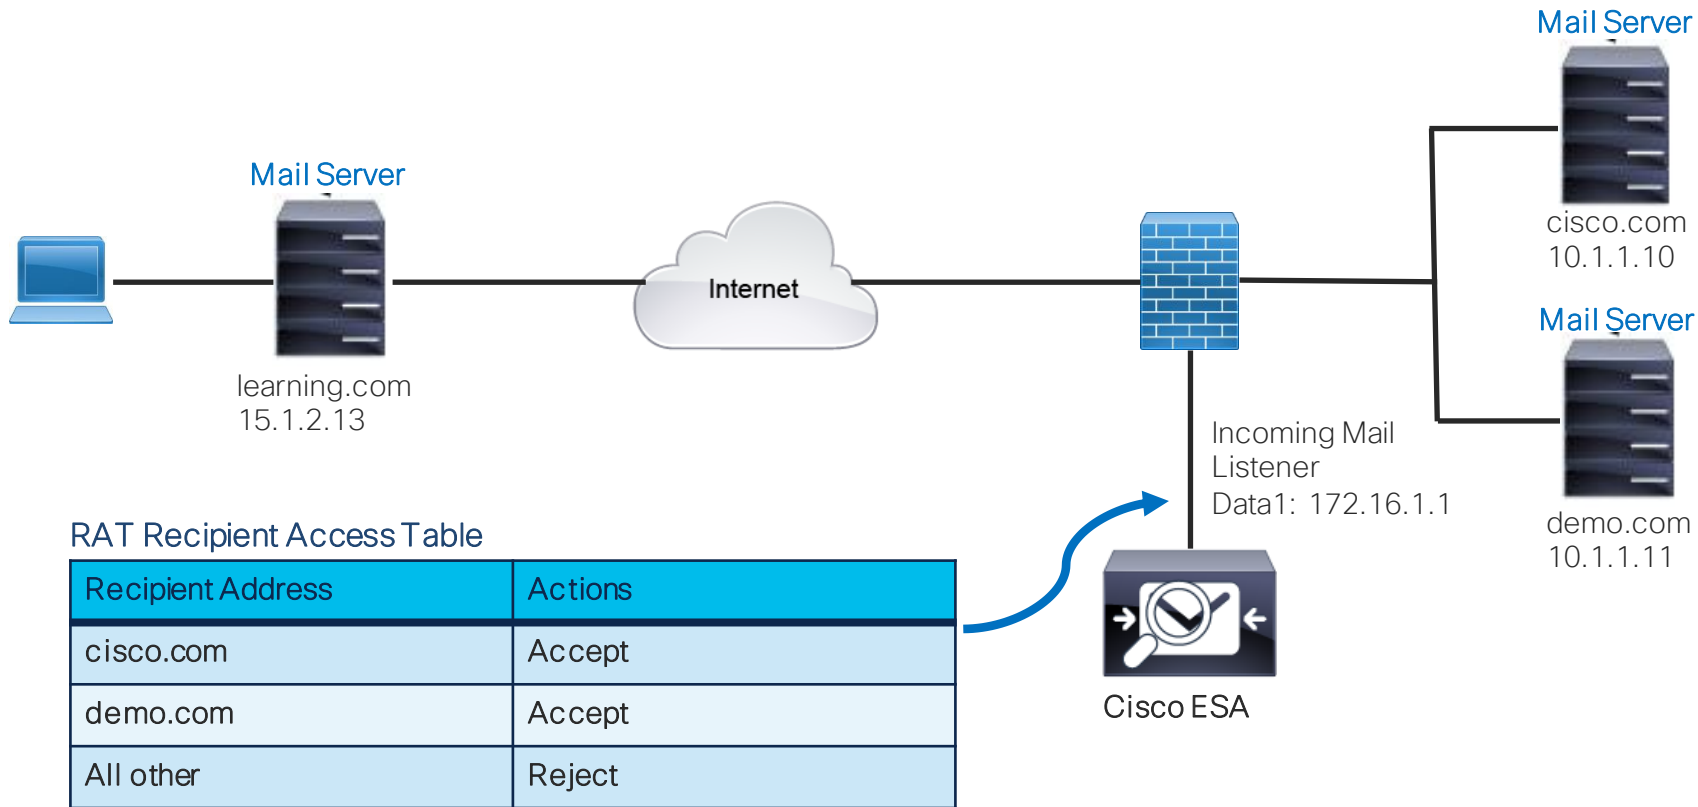 Mail Server
cisco.com
10.1.1.10
Mail Server
learning.com
15.1.2.13
Internet
Mail Server
demo.com
10.1.1.11
Incoming Mail
Listener
Data1: 172.16.1.1
Cisco ESA
RAT Recipient Access Table
Recipient Address Actions
cisco.com Accept
demo.com Accept
All other Reject